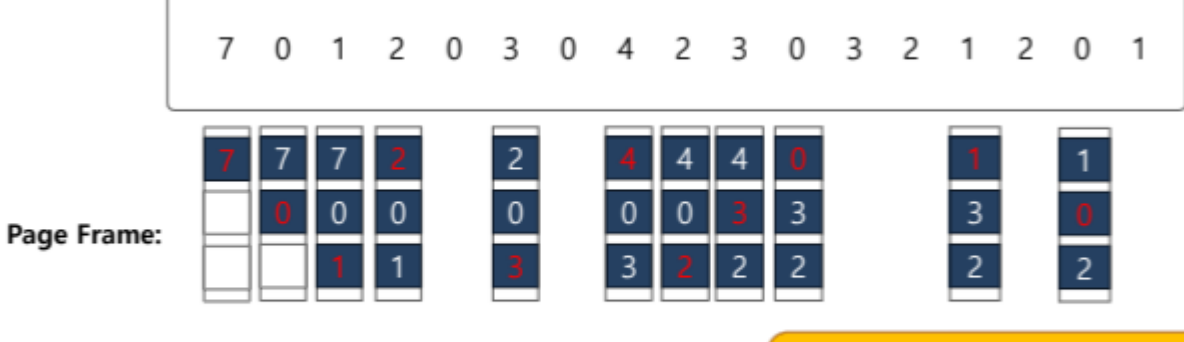 7 0 1 2 0 3 0 4 2 3 0 3 2 1 2 0 1
7 7 7 2 2 4 4 4 0 1 1
0 0 0 0 0 0 3 3 3 0
Page Frame:
1 1 3 3 2 2 2 2 2